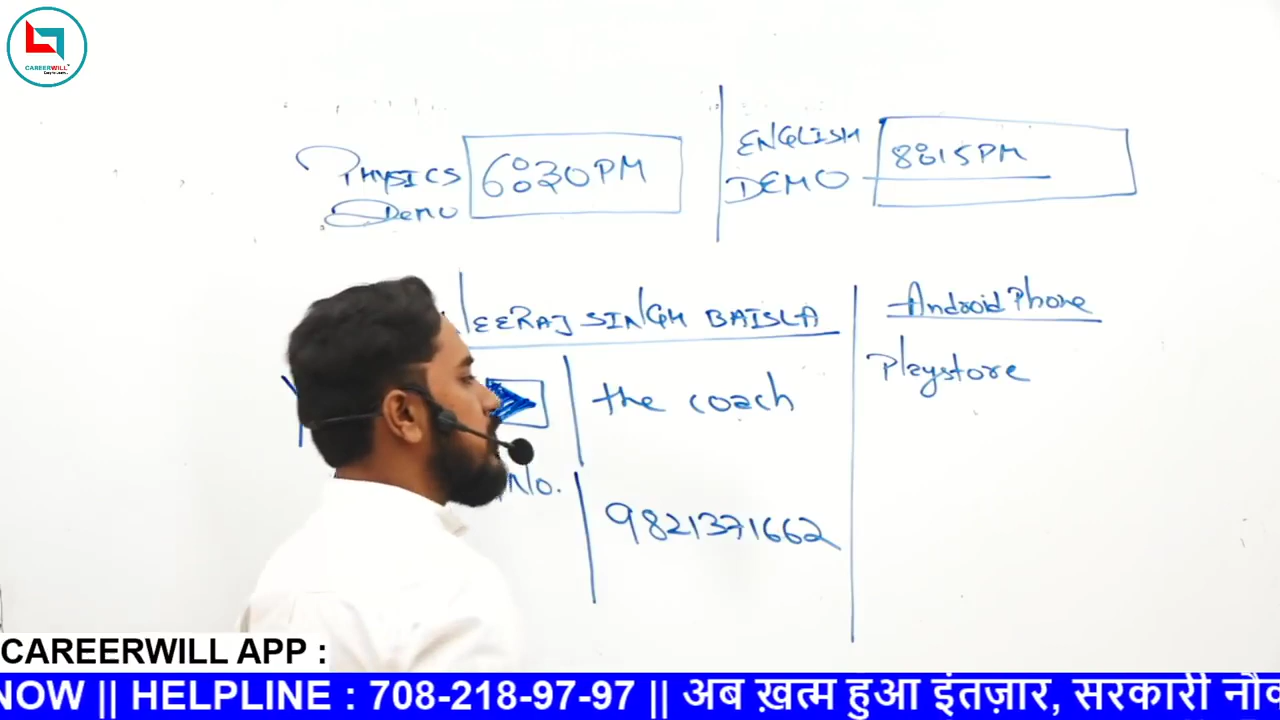 CAREERWILL
PHYSICS
DEMO
6:30PM
ENGLISH
DEMO
8:15PM
EERAJ SINGH BAISLA
the coach
No.
9821371662
Android Phone
Playstore
CAREERWILL APP :
NOW || HELPLINE : 708-218-97-97 || अब ख़त्म हुआ इंतज़ार, सरकारी नौक